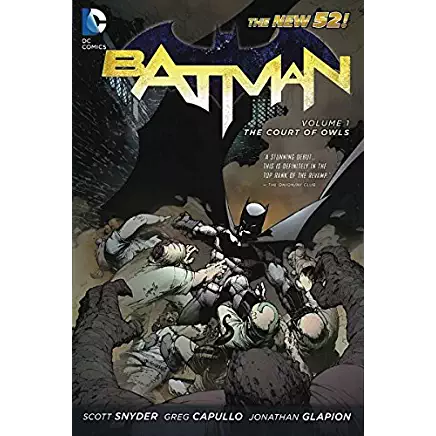 DC
DC COMICS
THE NEW 52!
BATMAN
VOLUME 1
THE COURT OF OWLS
"A STUNNING DEBUT...
THIS IS DEFINITELY IN THE
TOP RANK OF THE REVAMP."
– THE ONION/AV CLUB
SCOTT SNYDER GREG CAPULLO JONATHAN GLAPION